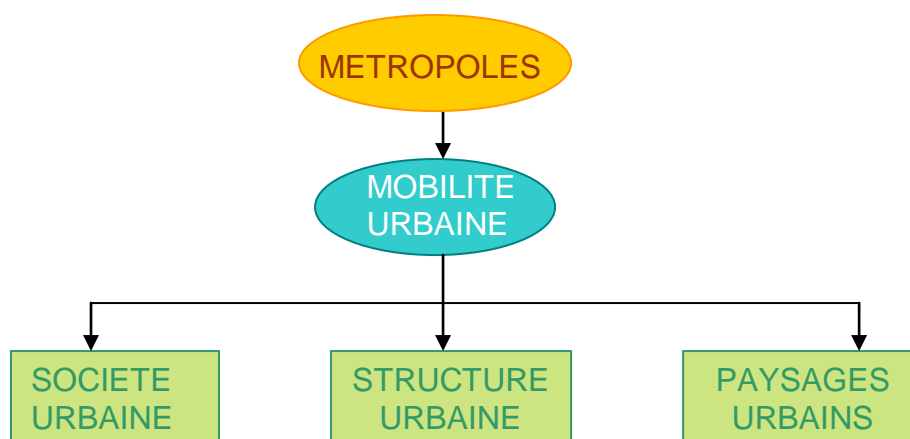 METROPOLES
MOBILITE
URBAINE
SOCIETE
URBAINE
STRUCTURE
URBAINE
PAYSAGES
URBAINS